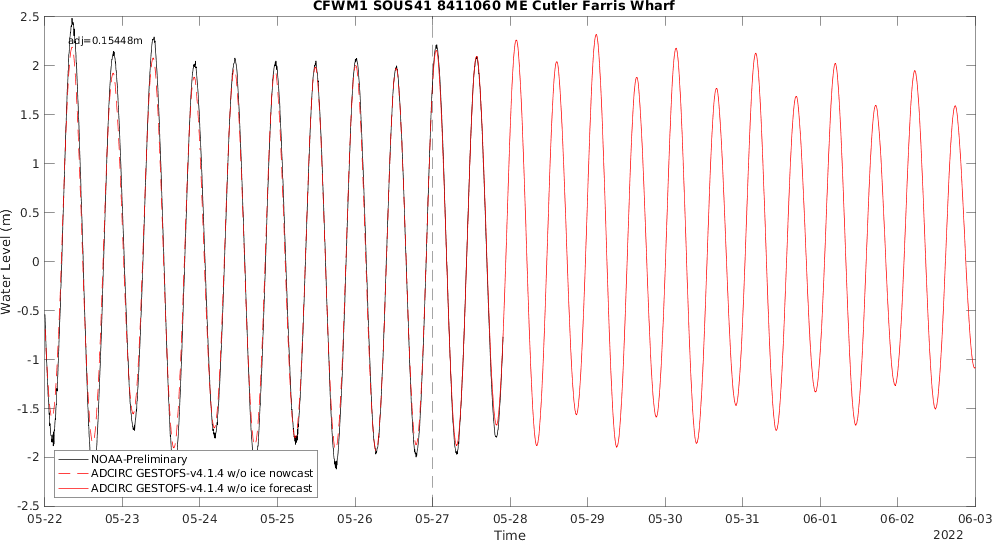 CFWM1 SOUS41 8411060 ME Cutler Farris Wharf
adj=0.15448m
2.5
2
1.5
1
0.5
0
-0.5
-1
-1.5
-2
-2.5
Water Level (m)
NOAA-Preliminary
ADCIRC GESTOFS-v4.1.4 w/o ice nowcast
ADCIRC GESTOFS-v4.1.4 w/o ice forecast
05-22 05-23 05-24 05-25 05-26 05-27 05-28 05-29 05-30 05-31 06-01 06-02 06-03
Time
2022